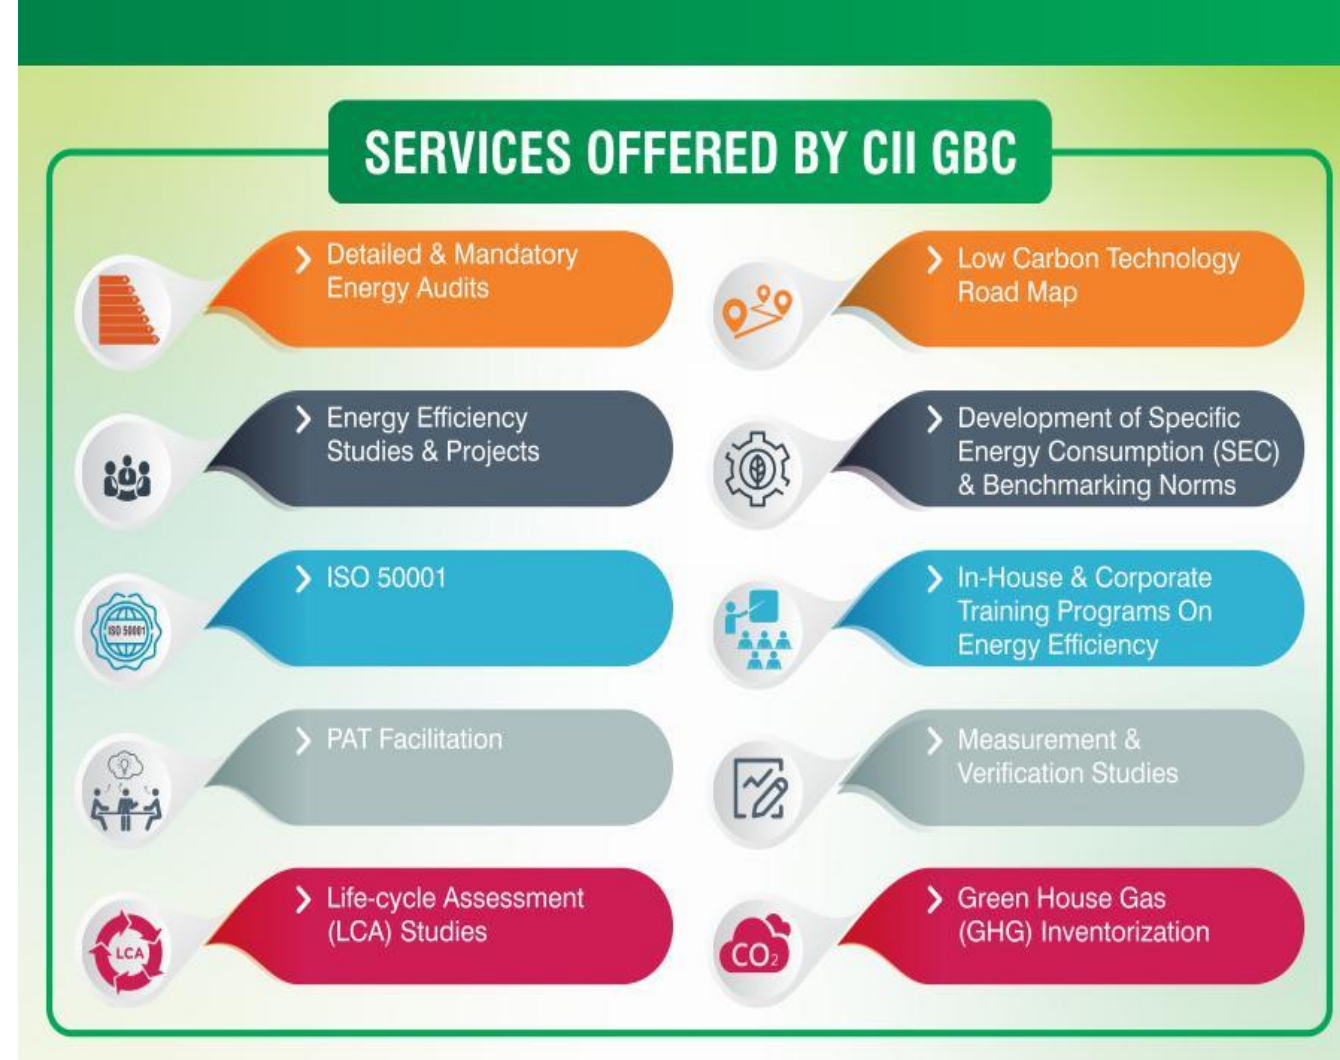 SERVICES OFFERED BY CII GBC
Detailed & Mandatory
Energy Audits
Energy Efficiency
Studies & Projects
ISO 50001
ISO 50001
PAT Facilitation
Life-cycle Assessment
(LCA) Studies
LCA
Low Carbon Technology
Road Map
Development of Specific
Energy Consumption (SEC)
& Benchmarking Norms
In-House & Corporate
Training Programs On
Energy Efficiency
Measurement &
Verification Studies
Green House Gas
(GHG) Inventorization
CO₂